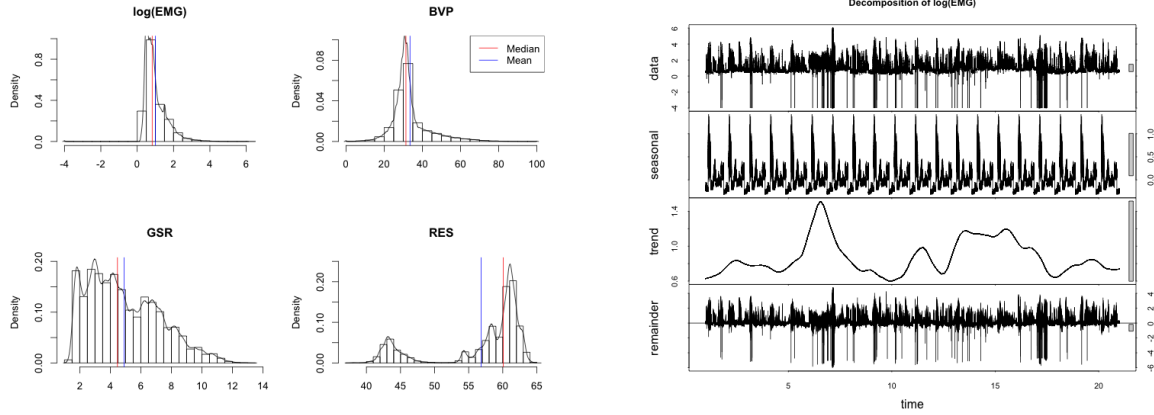 log(EMG)
Density
0.0 0.4 0.8
-4 -2 0 2 4 6
BVP
Density
0.00 0.04 0.08
0 20 40 60 80 100
Median
Mean
GSR
Density
0.00 0.10 0.20
2 4 6 8 10 12 14
RES
Density
0.00 0.10 0.20
40 45 50 55 60 65
Decomposition of log(EMG)
data
-4 -2 0 2 4 6
seasonal
0.0 0.5 1.0
trend
0.6 1.0 1.4
remainder
-6 -4 -2 0 2 4
5 10 15 20
time